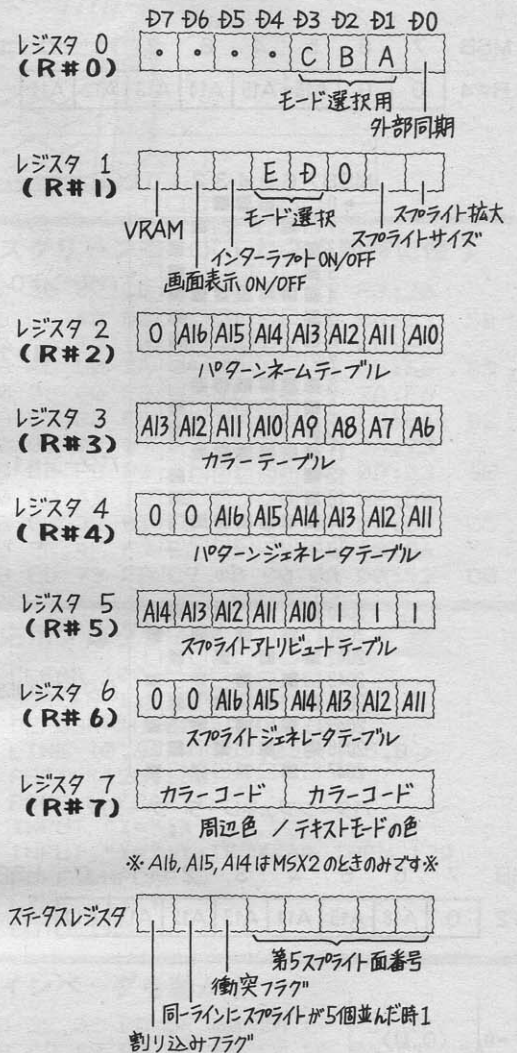 D7 D6 D5 D4 D3 D2 D1 D0
レジスタ 0
(R#0)
・ ・ ・ ・ C B A
モード選択用
外部同期
レジスタ 1
(R#1)
E D 0
VRAM
モード選択
スプライト拡大
スプライトサイズ
インターラプトON/OFF
画面表示ON/OFF
レジスタ 2
(R#2)
0 A16 A15 A14 A13 A12 A11 A10
パターンネームテーブル
レジスタ 3
(R#3)
A13 A12 A11 A10 A9 A8 A7 A6
カラーテーブル
レジスタ 4
(R#4)
0 0 A16 A15 A14 A13 A12 A11
パターンジェネレータテーブル
レジスタ 5
(R#5)
A14 A13 A12 A11 A10 1 1 1
スプライトアトリビュートテーブル
レジスタ 6
(R#6)
0 0 A16 A15 A14 A13 A12 A11
スプライトジェネレータテーブル
レジスタ 7
(R#7)
カラーコード カラーコード
周辺色 / テキストモードの色
※ A16, A15, A14はMSX2のときのみです※
ステータスレジスタ
第5スプライト面番号
衝突フラグ
同一ラインにスプライトが5個並んだ時1
割り込みフラグ